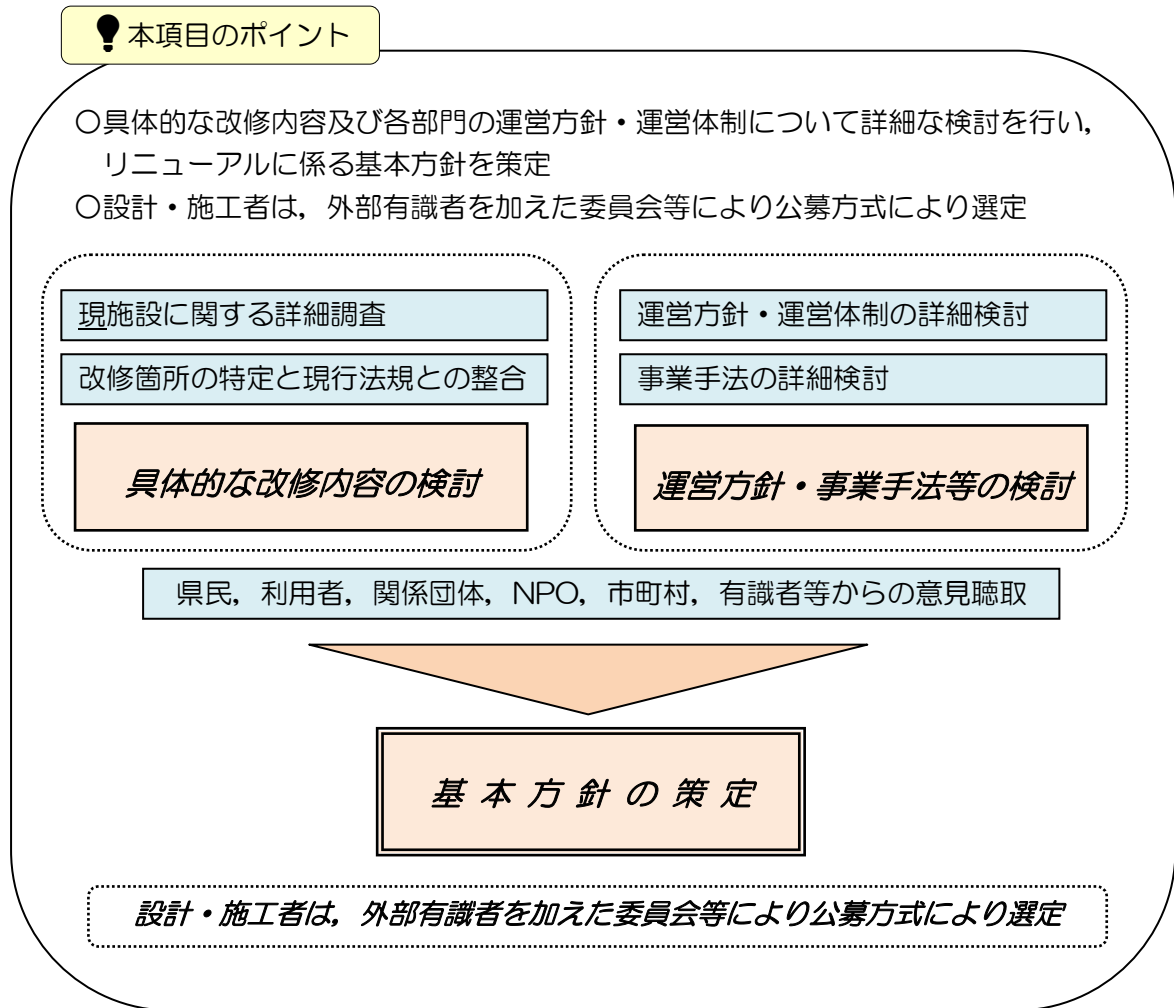 本項目のポイント
〇具体的な改修内容及び各部門の運営方針・運営体制について詳細な検討を行い，
リニューアルに係る基本方針を策定
〇設計・施工者は，外部有識者を加えた委員会等により公募方式により選定
現施設に関する詳細調査
改修箇所の特定と現行法規との整合
具体的な改修内容の検討
運営方針・運営体制の詳細検討
事業手法の詳細検討
運営方針・事業手法等の検討
県民，利用者，関係団体，NPO，市町村，有識者等からの意見聴取
基本方針の策定
設計・施工者は，外部有識者を加えた委員会等により公募方式により選定